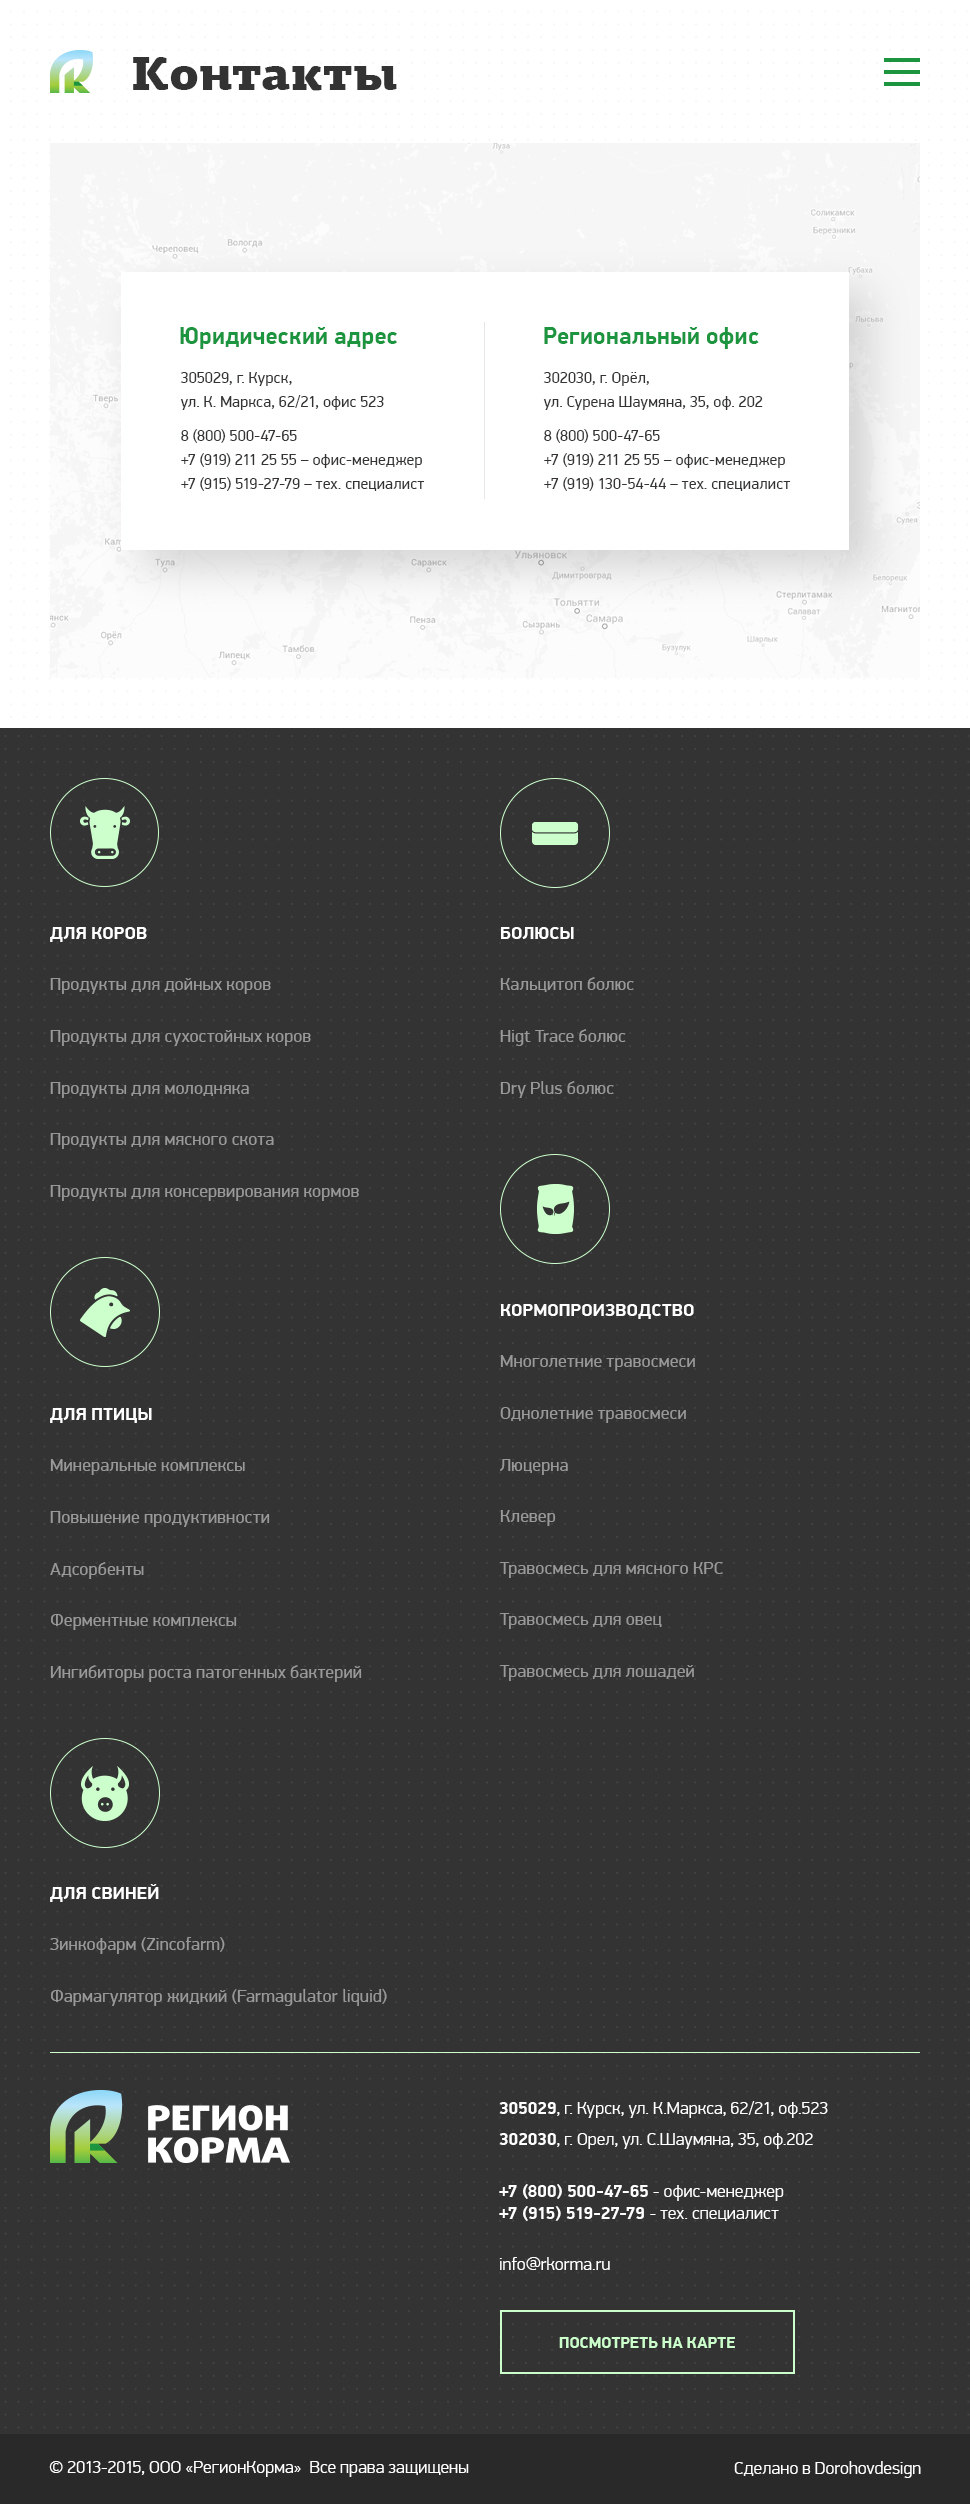 Контакты
Луза
Соликамск
Березники
Вологда
Череповец
Губаха
Лысьва
Тверь
Юридический адрес
305029, г. Курск,
ул. К. Маркса, 62/21, офис 523
8 (800) 500-47-65
+7 (919) 211 25 55 – офис-менеджер
+7 (915) 519-27-79 – тех. специалист
Региональный офис
302030, г. Орёл,
ул. Сурена Шаумяна, 35, оф. 202
8 (800) 500-47-65
+7 (919) 211 25 55 – офис-менеджер
+7 (919) 130-54-44 – тех. специалист
Сулея
Тула
Саранск
Ульяновск
Димитровград
Белорецк
Стерлитамак
Тольятти
Салават
Магнитог
Самара
Сызрань
Пенза
янск
Орёл
Шарлык
Бузулук
Тамбов
Липецк
ДЛЯ КОРОВ
Продукты для дойных коров
Продукты для сухостойных коров
Продукты для молодняка
Продукты для мясного скота
Продукты для консервирования кормов
ДЛЯ ПТИЦЫ
Минеральные комплексы
Повышение продуктивности
Адсорбенты
Ферментные комплексы
Ингибиторы роста патогенных бактерий
ДЛЯ СВИНЕЙ
Зинкофарм (Zincofarm)
Фармагулятор жидкий (Farmagulator liquid)
БОЛЮСЫ
Кальцитоп болюс
Higt Trace болюс
Dry Plus болюс
КОРМОПРОИЗВОДСТВО
Многолетние травосмеси
Однолетние травосмеси
Люцерна
Клевер
Травосмесь для мясного КРС
Травосмесь для овец
Травосмесь для лошадей
РЕГИОН
КОРМА
305029, г. Курск, ул. К.Маркса, 62/21, оф.523
302030, г. Орел, ул. С.Шаумяна, 35, оф.202
+7 (800) 500-47-65 - офис-менеджер
+7 (915) 519-27-79 - тех. специалист
info@rkorma.ru
ПОСМОТРЕТЬ НА КАРТЕ
© 2013-2015, ООО «РегионКорма» Все права защищены
Сделано в Dorohovdesign